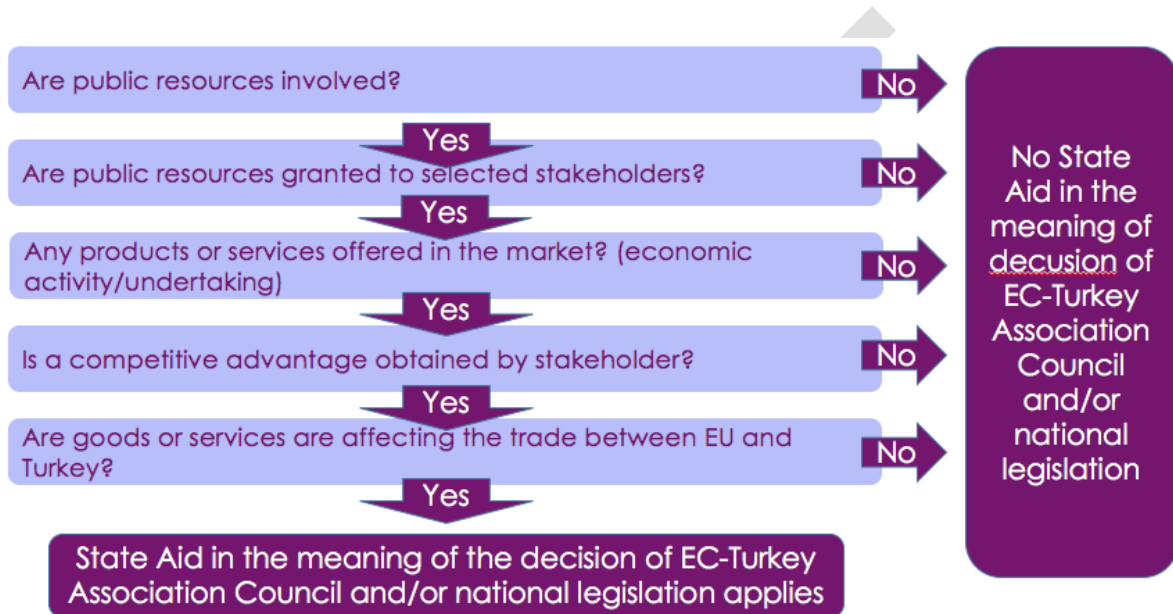 Are public resources involved?
No
Yes
Are public resources granted to selected stakeholders?
No
Yes
Any products or services offered in the market? (economic
activity/undertaking)
No
Yes
Is a competitive advantage obtained by stakeholder?
No
Yes
Are goods or services are affecting the trade between EU and
Turkey?
No
Yes
State Aid in the meaning of the decision of EC-Turkey
Association Council and/or national legislation applies
No State
Aid in the
meaning of
decusion of
EC-Turkey
Association
Council
and/or
national
legislation